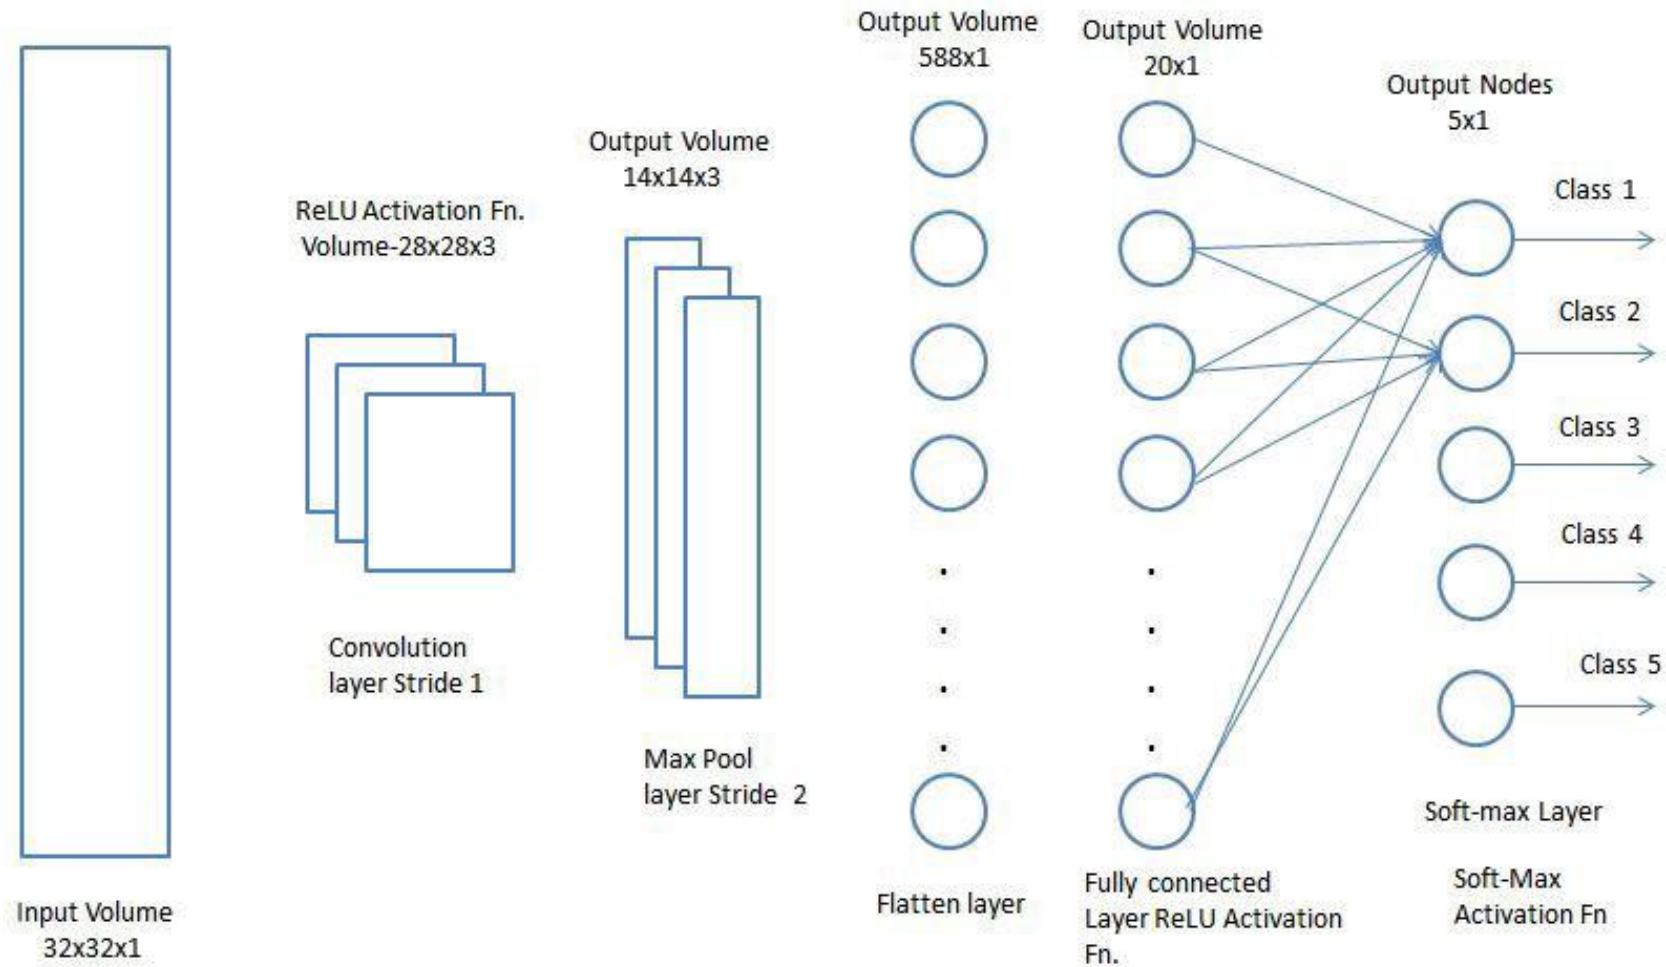 Input Volume
32x32x1
ReLU Activation Fn.
Volume-28x28x3
Convolution
layer Stride 1
Output Volume
14x14x3
Max Pool
layer Stride 2
Output Volume
588x1
Flatten layer
Output Volume
20x1
Fully connected
Layer ReLU Activation
Fn.
Output Nodes
5x1
Class 1
Class 2
Class 3
Class 4
Class 5
Soft-max Layer
Soft-Max
Activation Fn